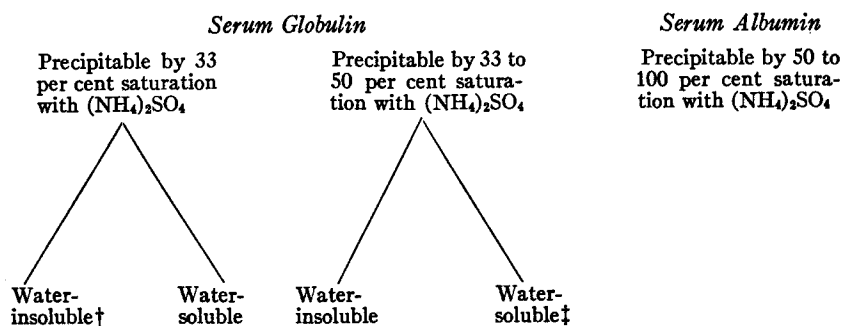 Serum Globulin
Serum Albumin
Precipitable by 33
per cent saturation
with (NH₄)₂SO₄
Precipitable by 33 to
50 per cent satura-
tion with (NH₄)₂SO₄
Precipitable by 50 to
100 per cent satura-
tion with (NH₄)₂SO₄
Water-
insoluble†
Water-
soluble
Water-
insoluble
Water-
soluble‡